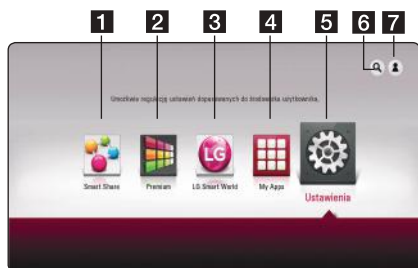 1 2 3 4 5 6 7
Umożliwia regulację ustawień dopasowanych do środowiska użytkownika.
LG
Smart Share Premium LG Smart World My Apps
Ustawienia